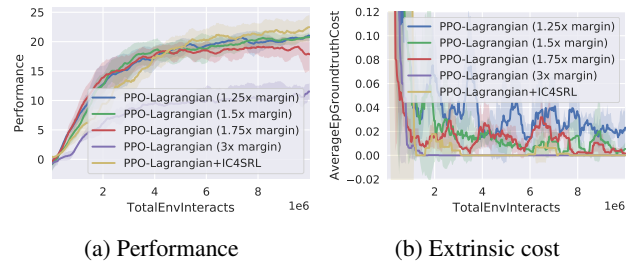 25
20
15
10
5
0
Performance
PPO-Lagrangian (1.25x margin)
PPO-Lagrangian (1.5x margin)
PPO-Lagrangian (1.75x margin)
PPO-Lagrangian (3x margin)
PPO-Lagrangian+IC4SRL
2 4 6 8
1e6
TotalEnvInteracts
(a) Performance
0.12
0.10
0.08
0.06
0.04
0.02
0.00
−0.02
AverageEpGroundtruthCost
PPO-Lagrangian (1.25x margin)
PPO-Lagrangian (1.5x margin)
PPO-Lagrangian (1.75x margin)
PPO-Lagrangian (3x margin)
PPO-Lagrangian+IC4SRL
2 4 6 8
1e6
TotalEnvInteracts
(b) Extrinsic cost